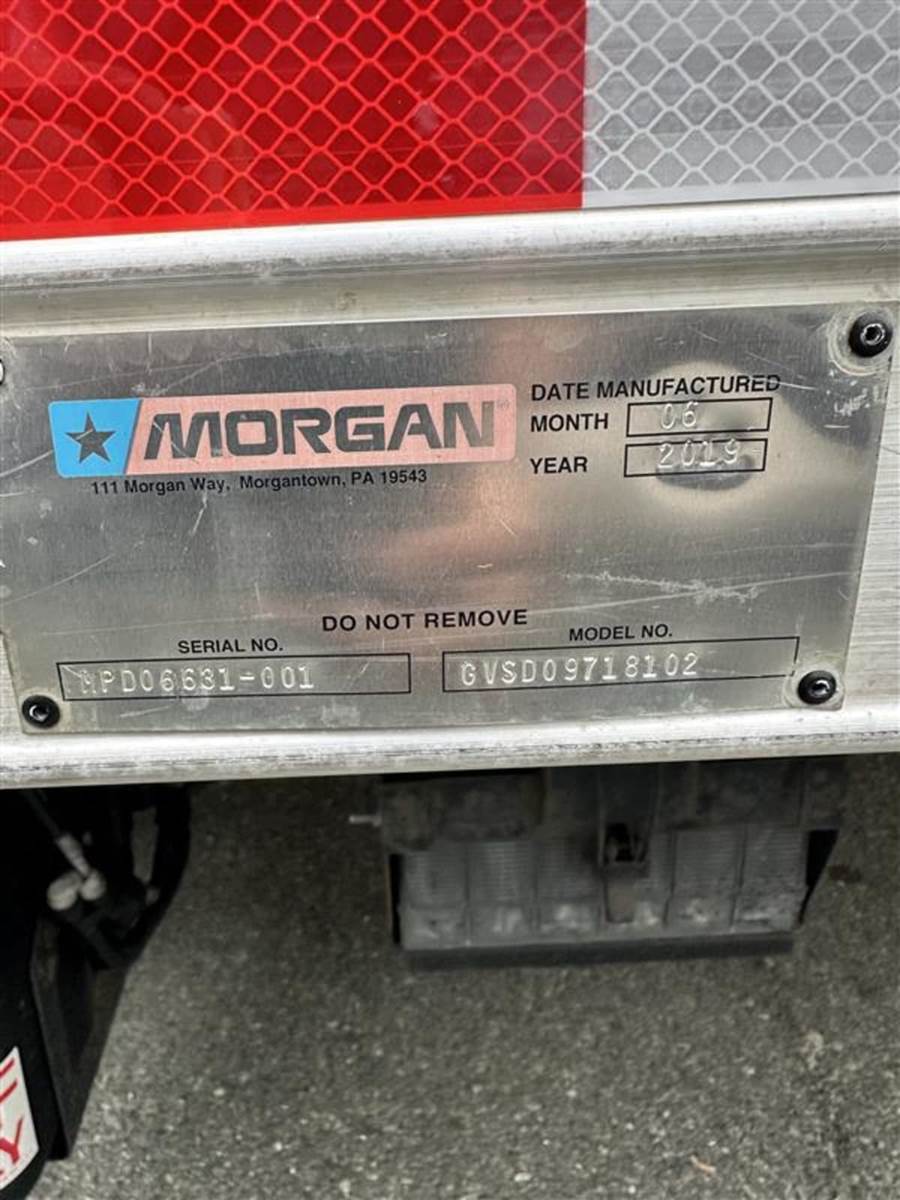 MORGAN
111 Morgan Way, Morgantown, PA 19543
DATE MANUFACTURED
MONTH 06
YEAR 2019
DO NOT REMOVE
SERIAL NO.
MPD06631-001
MODEL NO.
GVSD09718102